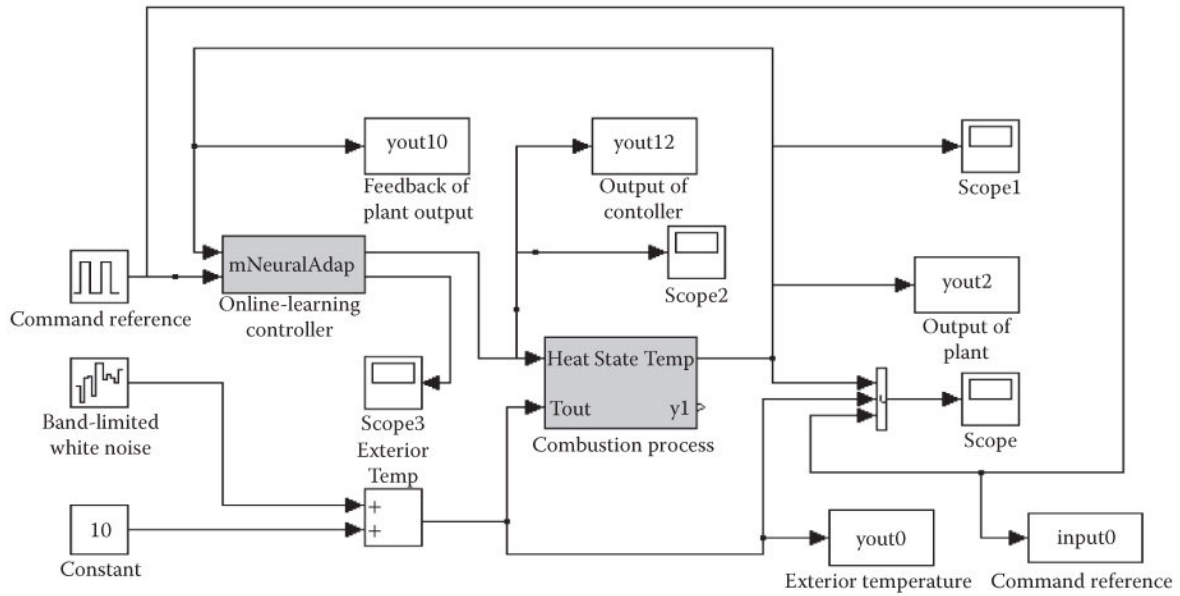 yout10
Feedback of
plant output
yout12
Output of
contoller
Scope1
mNeuralAdap
Online-learning
controller
Command reference
Scope2
yout2
Output of
plant
Heat State Temp
Tout
y1
Combustion process
Scope3
Band-limited
white noise
Scope
Exterior
Temp
+
+
10
Constant
yout0
Exterior temperature
input0
Command reference